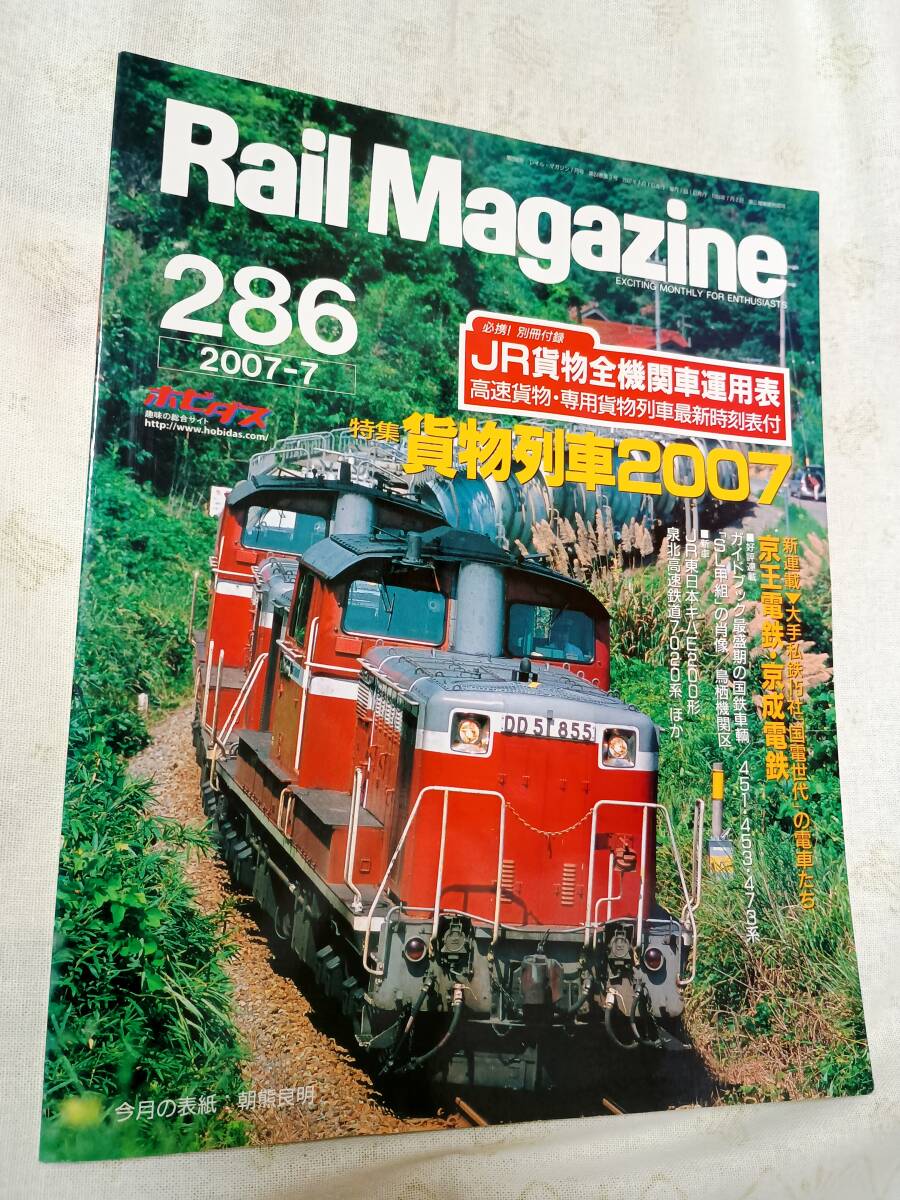 Rail Magazine
EXCITING MONTHLY FOR ENTHUSIASTS
286
2007-7
ホビダス
趣味の総合サイト
http://www.hobidas.com/
必携! 別冊付録
JR貨物全機関車運用表
高速貨物・専用貨物列車最新時刻表付
特集 貨物列車2007
新連載▼大手私鉄15社「国電世代」の電車たち
京王電鉄・京成電鉄
■好評連載
ガイドブック最盛期の国鉄車輌 451・453・473系
「SL甲組」の肖像 鳥栖機関区
■新車
JR東日本キハE200形
泉北高速鉄道7020系 ほか
DD51 855
今月の表紙:朝熊良明